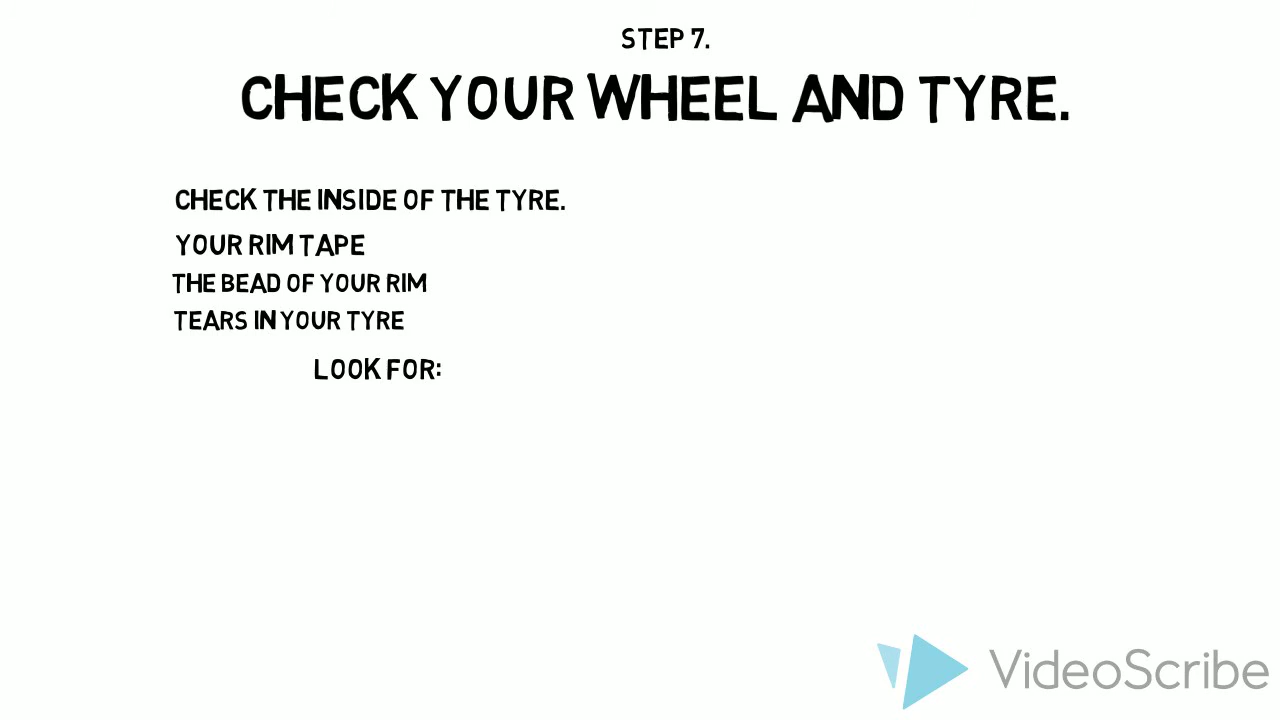 STEP 7.
CHECK YOUR WHEEL AND TYRE.
CHECK THE INSIDE OF THE TYRE.
YOUR RIM TAPE
THE BEAD OF YOUR RIM
TEARS IN YOUR TYRE
LOOK FOR:
VideoScribe